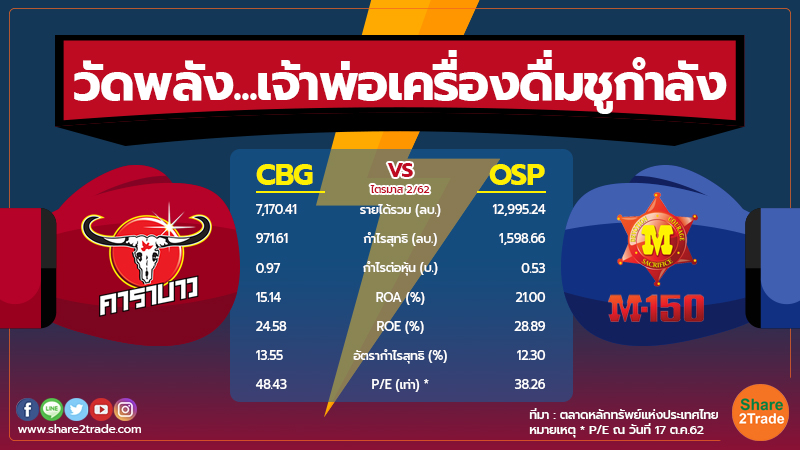 วัดพลัง...เจ้าพ่อเครื่องดื่มชูกำลัง
CBG VS OSP
ไตรมาส 2/62
7,170.41 รายได้รวม (ลบ.) 12,995.24
971.61 กำไรสุทธิ (ลบ.) 1,598.66
0.97 กำไรต่อหุ้น (บ.) 0.53
15.14 ROA (%) 21.00
24.58 ROE (%) 28.89
13.55 อัตรากำไรสุทธิ (%) 12.30
48.43 P/E (เท่า) * 38.26
คาราบาว
COURAGE
M
SACRIFICE
M-150
LINE
www.share2trade.com
ที่มา : ตลาดหลักทรัพย์แห่งประเทศไทย
หมายเหตุ * P/E ณ วันที่ 17 ต.ค.62
Share
2Trade